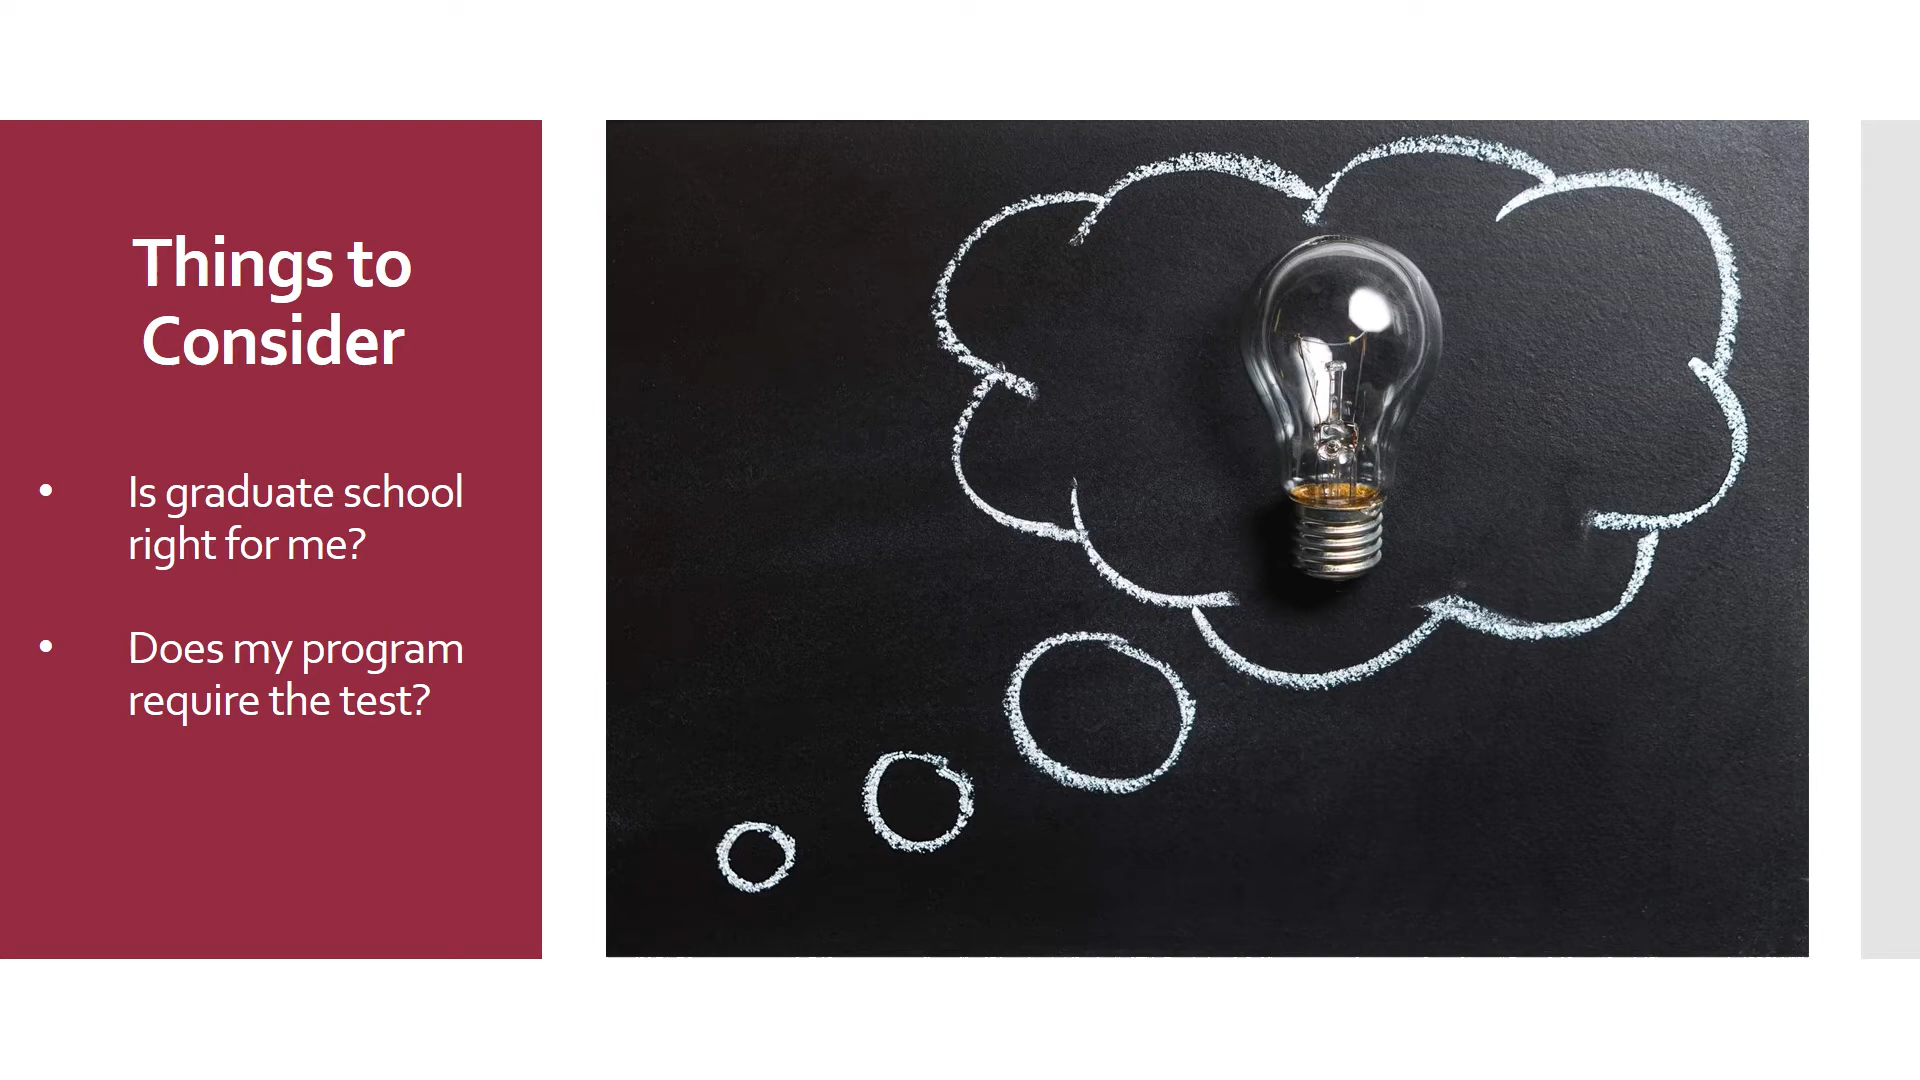 Things to
Consider
• Is graduate school
right for me?
• Does my program
require the test?